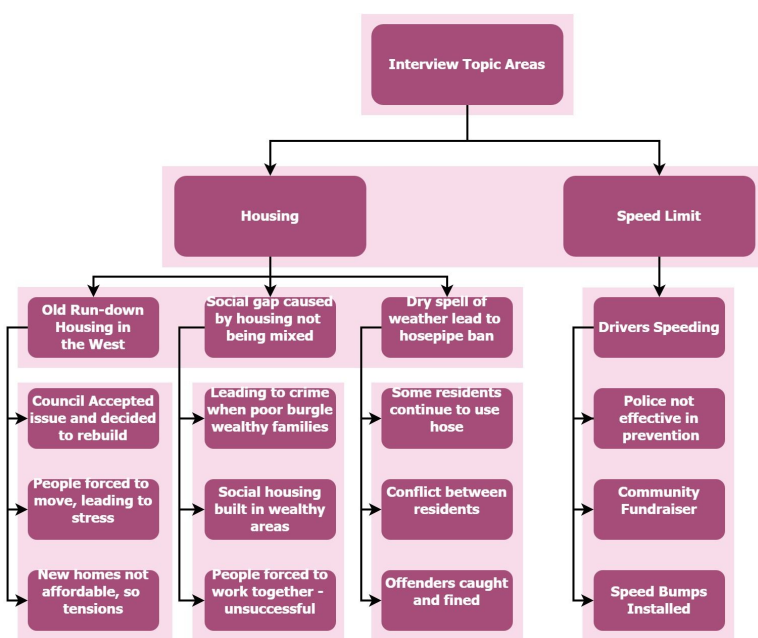 Interview Topic Areas
Housing
Speed Limit
Old Run-down
Housing in
the West
Social gap caused
by housing not
being mixed
Dry spell of
weather lead to
hosepipe ban
Drivers Speeding
Council Accepted
issue and decided
to rebuild
Leading to crime
when poor burgle
wealthy families
Some residents
continue to use
hose
Police not
effective in
prevention
People forced to
move, leading to
stress
Social housing
built in wealthy
areas
Conflict between
residents
Community
Fundraiser
New homes not
affordable, so
tensions
People forced to
work together -
unsuccessful
Offenders caught
and fined
Speed Bumps
Installed